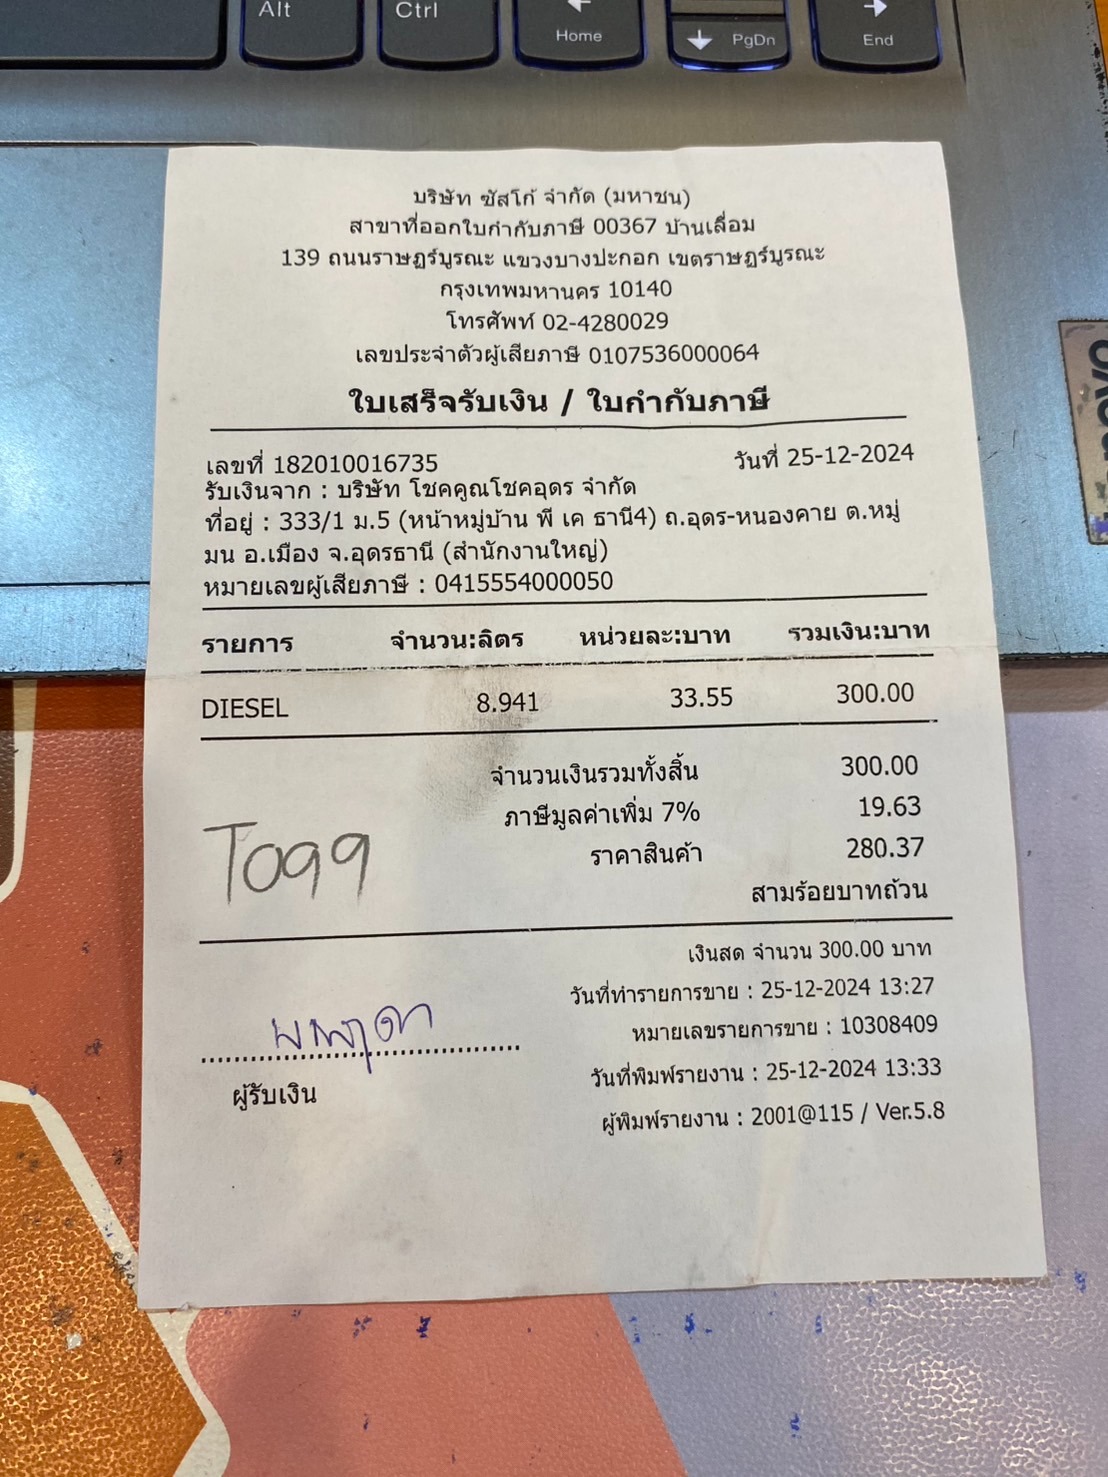 Alt
Ctrl
Home
PgDn
End
บริษัท ซัสโก้ จำกัด (มหาชน)
สาขาที่ออกใบกำกับภาษี 00367 บ้านเลื่อม
139 ถนนราษฎร์บูรณะ แขวงบางปะกอก เขตราษฎร์บูรณะ
กรุงเทพมหานคร 10140
โทรศัพท์ 02-4280029
เลขประจำตัวผู้เสียภาษี 0107536000064
ใบเสร็จรับเงิน / ใบกำกับภาษี
เลขที่ 182010016735 วันที่ 25-12-2024
รับเงินจาก : บริษัท โชคคูณโชคอุดร จำกัด
ที่อยู่ : 333/1 ม.5 (หน้าหมู่บ้าน พี เค ธานี4) ถ.อุดร-หนองคาย ต.หมู่
มน อ.เมือง จ.อุดรธานี (สำนักงานใหญ่)
หมายเลขผู้เสียภาษี : 0415554000050
รายการ จำนวน:ลิตร หน่วยละ:บาท รวมเงิน:บาท
DIESEL 8.941 33.55 300.00
จำนวนเงินรวมทั้งสิ้น 300.00
ภาษีมูลค่าเพิ่ม 7% 19.63
ราคาสินค้า 280.37
T099
สามร้อยบาทถ้วน
เงินสด จำนวน 300.00 บาท
วันที่ทำรายการขาย : 25-12-2024 13:27
หมายเลขรายการขาย : 10308409
วันที่พิมพ์รายงาน : 25-12-2024 13:33
ผู้พิมพ์รายงาน : 2001@115 / Ver.5.8
ผู้รับเงิน